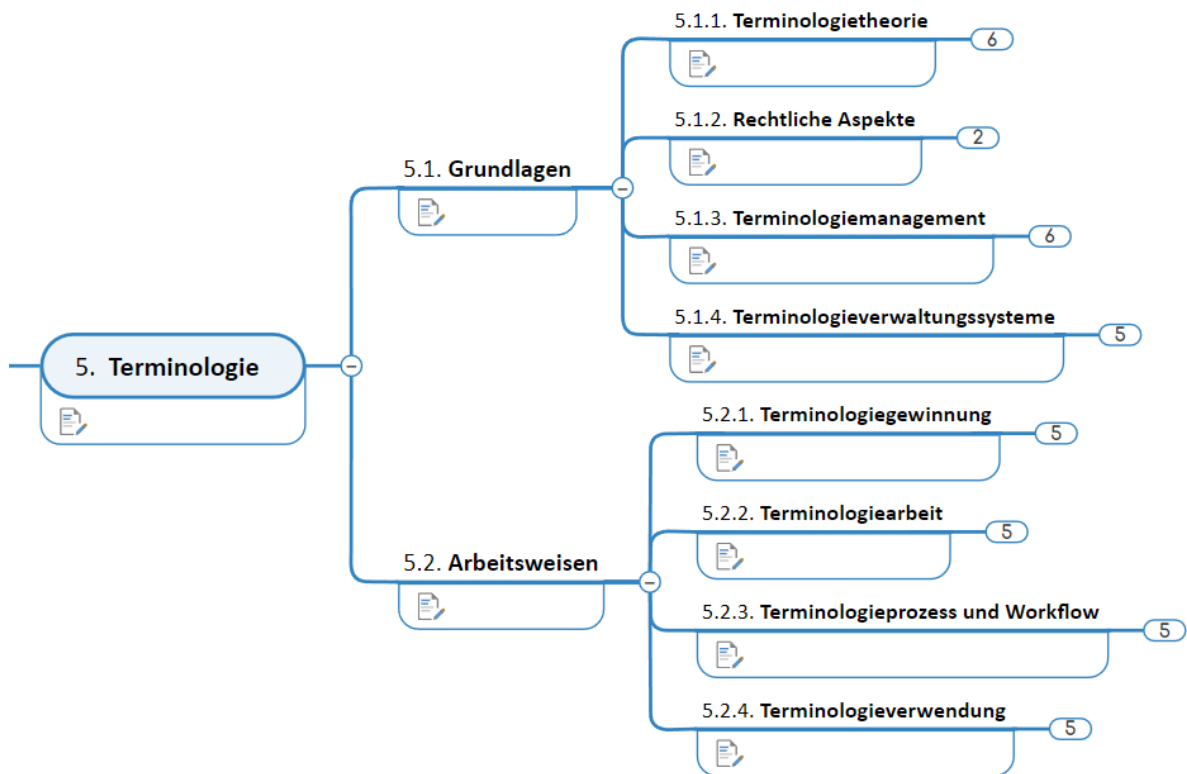 5.1.1. Terminologietheorie
6
5.1.2. Rechtliche Aspekte
2
5.1. Grundlagen
5.1.3. Terminologiemanagement
6
5.1.4. Terminologieverwaltungssysteme
5
5. Terminologie
5.2.1. Terminologiegewinnung
5
5.2.2. Terminologiearbeit
5
5.2. Arbeitsweisen
5.2.3. Terminologieprozess und Workflow
5
5.2.4. Terminologieverwendung
5